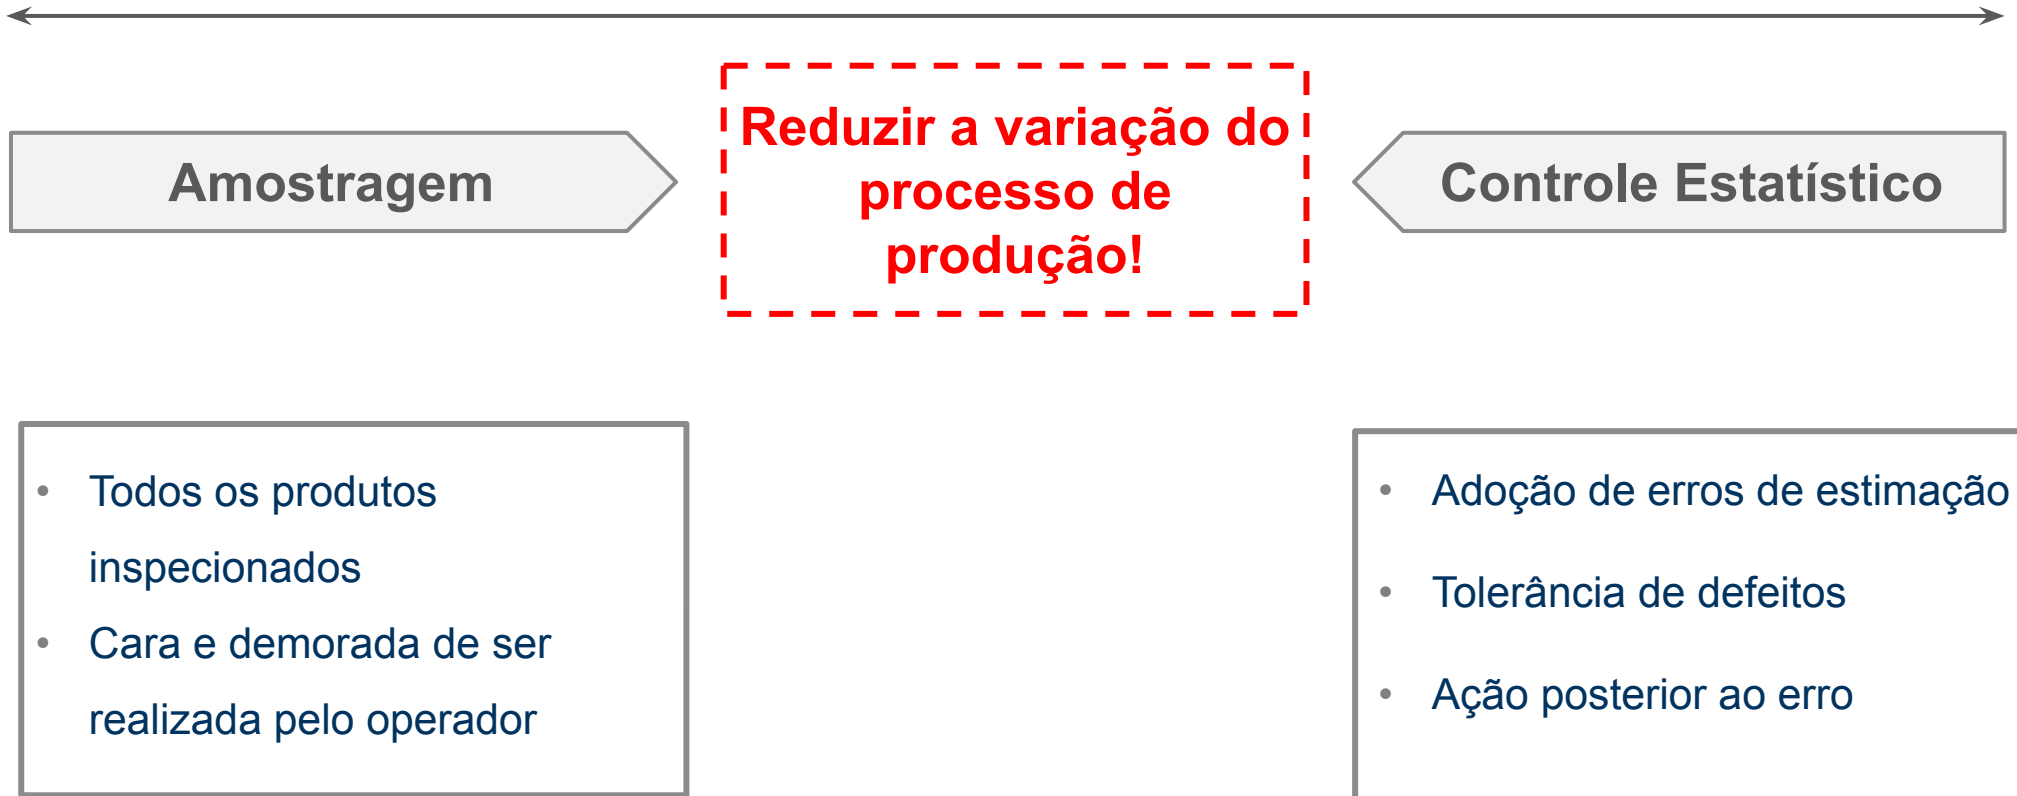 Amostragem
Reduzir a variação do
processo de
produção!
Controle Estatístico
• Todos os produtos
inspecionados
• Cara e demorada de ser
realizada pelo operador
• Adoção de erros de estimação
• Tolerância de defeitos
• Ação posterior ao erro